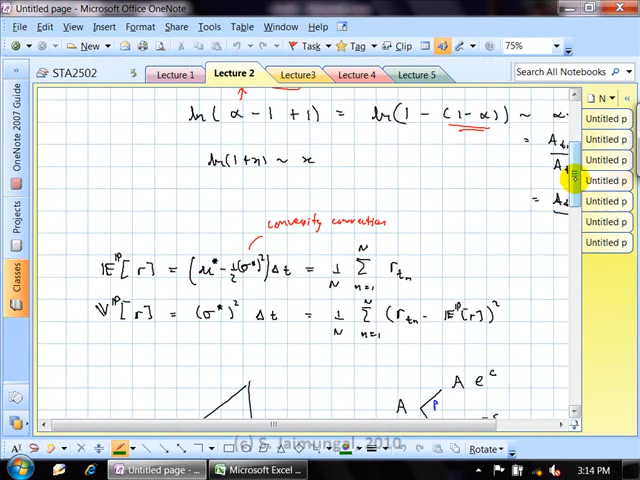 Untitled page - Microsoft Office OneNote
File Edit View Insert Format Share Tools Table Window Help
Back Task Tag Clip 75%
STA2502 Lecture 1 Lecture 2 Lecture3 Lecture 4 Lecture 5 Search All Notebooks
OneNote 2007 Guide
Projects
Classes
N
Untitled p
Untitled p
Untitled p
Untitled p
Untitled p
Untitled p
Untitled p
ln( α - 1 + 1) = ln(1 - (1-α)) ~ α
ln(1+x) ~ x
convexity correction
𝔼^ℙ[r] = (μ* - ½(σ*)²)Δt = 1/N Σ_{n=1}^{N} r_{tn}
𝕍^ℙ[r] = (σ*)² Δt = 1/N Σ_{n=1}^{N} (r_{tn} - 𝔼^ℙ[r])²
A e^c
A
p
(c) S. Jaimungal, 2010
Rotate
Untitled page - ... Microsoft Excel ... 3:14 PM